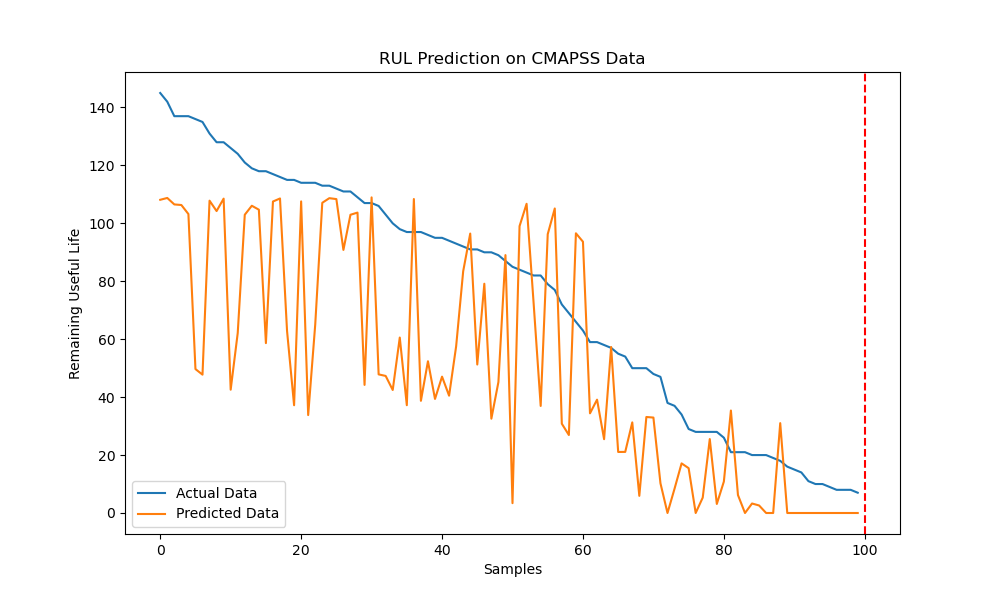 RUL Prediction on CMAPSS Data
Remaining Useful Life
140
120
100
80
60
40
20
0
Actual Data
Predicted Data
0 20 40 60 80 100
Samples